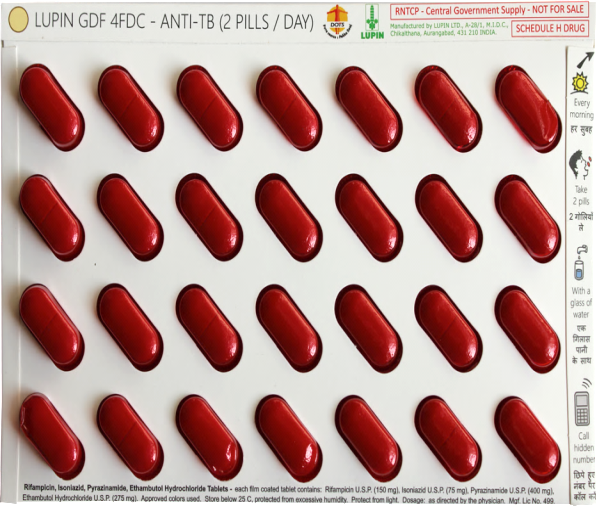 LUPIN GDF 4FDC - ANTI-TB (2 PILLS / DAY)
DOTS
LUPIN
RNTCP - Central Government Supply - NOT FOR SALE
Manufactured by LUPIN LTD., A-28/1, M.I.D.C.,
Chikalthana, Aurangabad, 431 210 INDIA.
SCHEDULE H DRUG
Every
morning
हर सुबह
Take
2 pills
2 गोलियाँ
ले
With a
glass of
water
एक
गिलास
पानी
के साथ
Call
hidden
number
छिपे हुए
नंबर पर
कॉल करें
Rifampicin, Isoniazid, Pyrazinamide, Ethambutol Hydrochloride Tablets - each film coated tablet contains: Rifampicin U.S.P. (150 mg), Isoniazid U.S.P. (75 mg), Pyrazinamide U.S.P. (400 mg),
Ethambutol Hydrochloride U.S.P. (275 mg). Approved colors used. Store below 25 C, protected from excessive humidity. Protect from light. Dosage: as directed by the physician. Mfg. Lic No. 499.